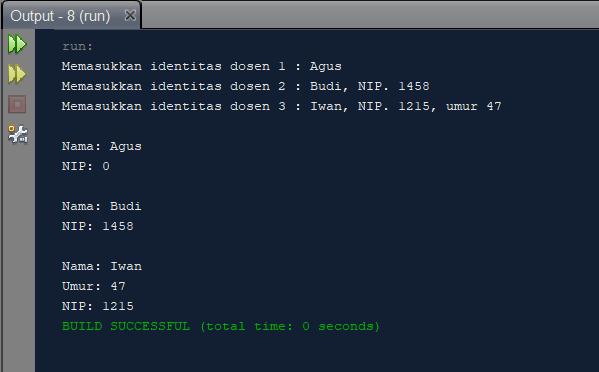 Output - 8 (run)
run:
Memasukkan identitas dosen 1 : Agus
Memasukkan identitas dosen 2 : Budi, NIP. 1458
Memasukkan identitas dosen 3 : Iwan, NIP. 1215, umur 47
Nama: Agus
NIP: 0
Nama: Budi
NIP: 1458
Nama: Iwan
Umur: 47
NIP: 1215
BUILD SUCCESSFUL (total time: 0 seconds)